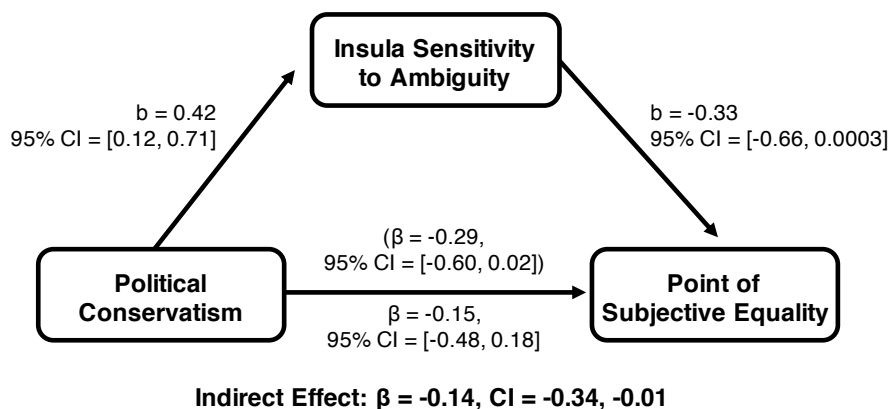 Insula Sensitivity
to Ambiguity
b = 0.42
95% CI = [0.12, 0.71]
b = -0.33
95% CI = [-0.66, 0.0003]
(β = -0.29,
95% CI = [-0.60, 0.02])
Political
Conservatism
Point of
Subjective Equality
β = -0.15,
95% CI = [-0.48, 0.18]
Indirect Effect: β = -0.14, CI = -0.34, -0.01